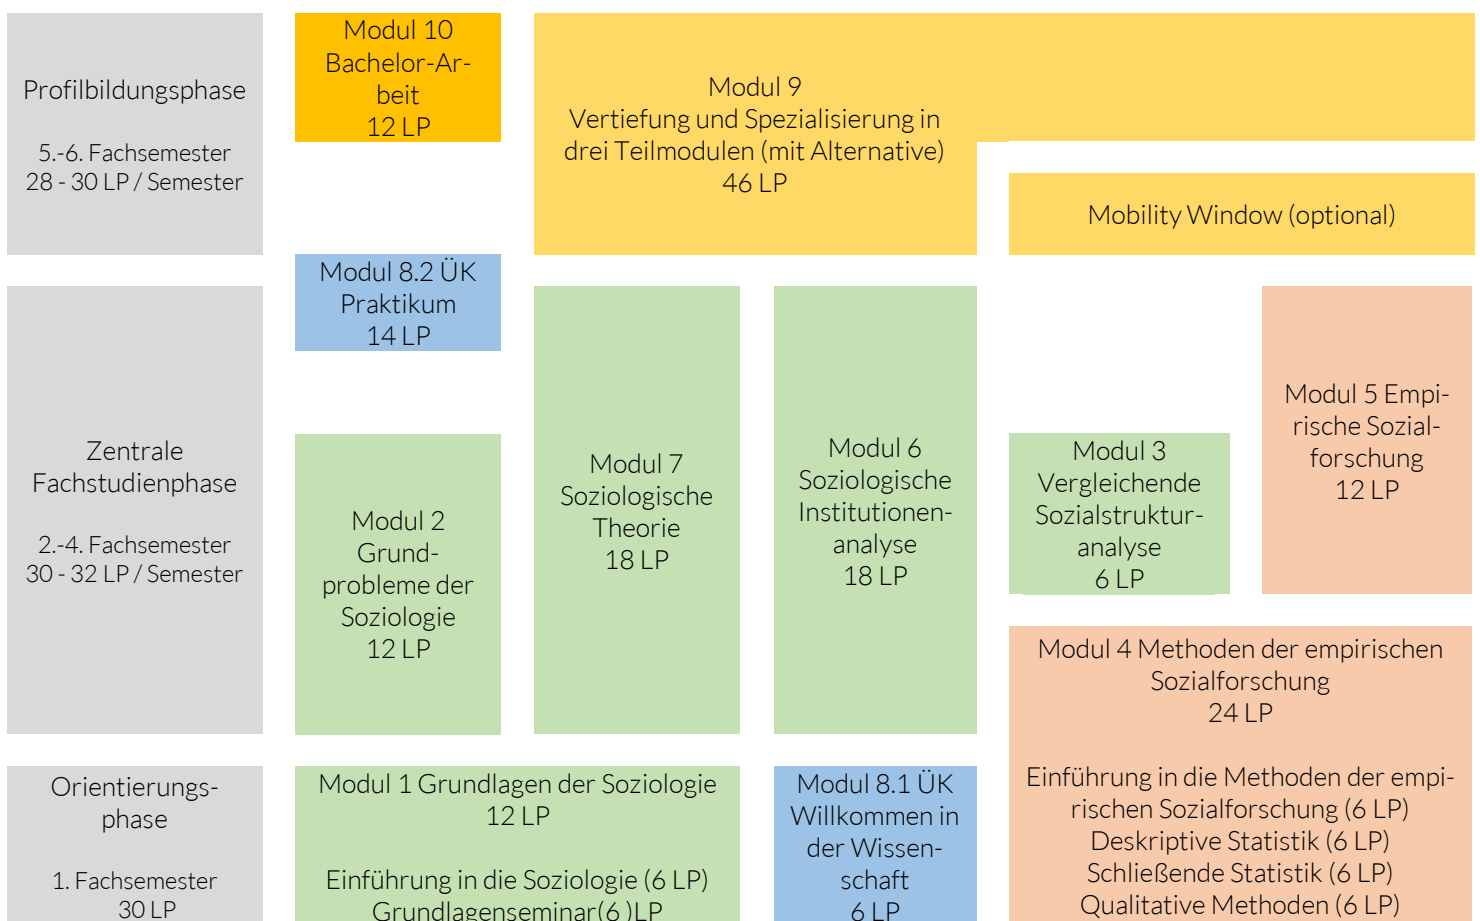 Profilbildungsphase
5.-6. Fachsemester
28 - 30 LP / Semester
Modul 10
Bachelor-Ar-
beit
12 LP
Modul 9
Vertiefung und Spezialisierung in
drei Teilmodulen (mit Alternative)
46 LP
Mobility Window (optional)
Modul 8.2 ÜK
Praktikum
14 LP
Zentrale
Fachstudienphase
2.-4. Fachsemester
30 - 32 LP / Semester
Modul 2
Grund-
probleme der
Soziologie
12 LP
Modul 7
Soziologische
Theorie
18 LP
Modul 6
Soziologische
Institutionen-
analyse
18 LP
Modul 3
Vergleichende
Sozialstruktur-
analyse
6 LP
Modul 5 Empi-
rische Sozial-
forschung
12 LP
Modul 4 Methoden der empirischen
Sozialforschung
24 LP
Einführung in die Methoden der empi-
rischen Sozialforschung (6 LP)
Deskriptive Statistik (6 LP)
Schließende Statistik (6 LP)
Qualitative Methoden (6 LP)
Orientierungs-
phase
1. Fachsemester
30 LP
Modul 1 Grundlagen der Soziologie
12 LP
Einführung in die Soziologie (6 LP)
Grundlagenseminar(6 )LP
Modul 8.1 ÜK
Willkommen in
der Wissen-
schaft
6 LP